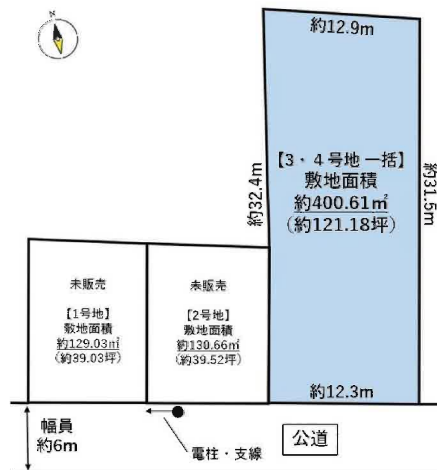 N
約12.9m
【3・4号地 一括】
敷地面積
約400.61㎡
(約121.18坪)
約32.4m
約31.5m
未販売
【1号地】
敷地面積
約129.03㎡
(約39.03坪)
未販売
【2号地】
敷地面積
約130.66㎡
(約39.52坪)
約12.3m
幅員
約6m
電柱・支線
公道